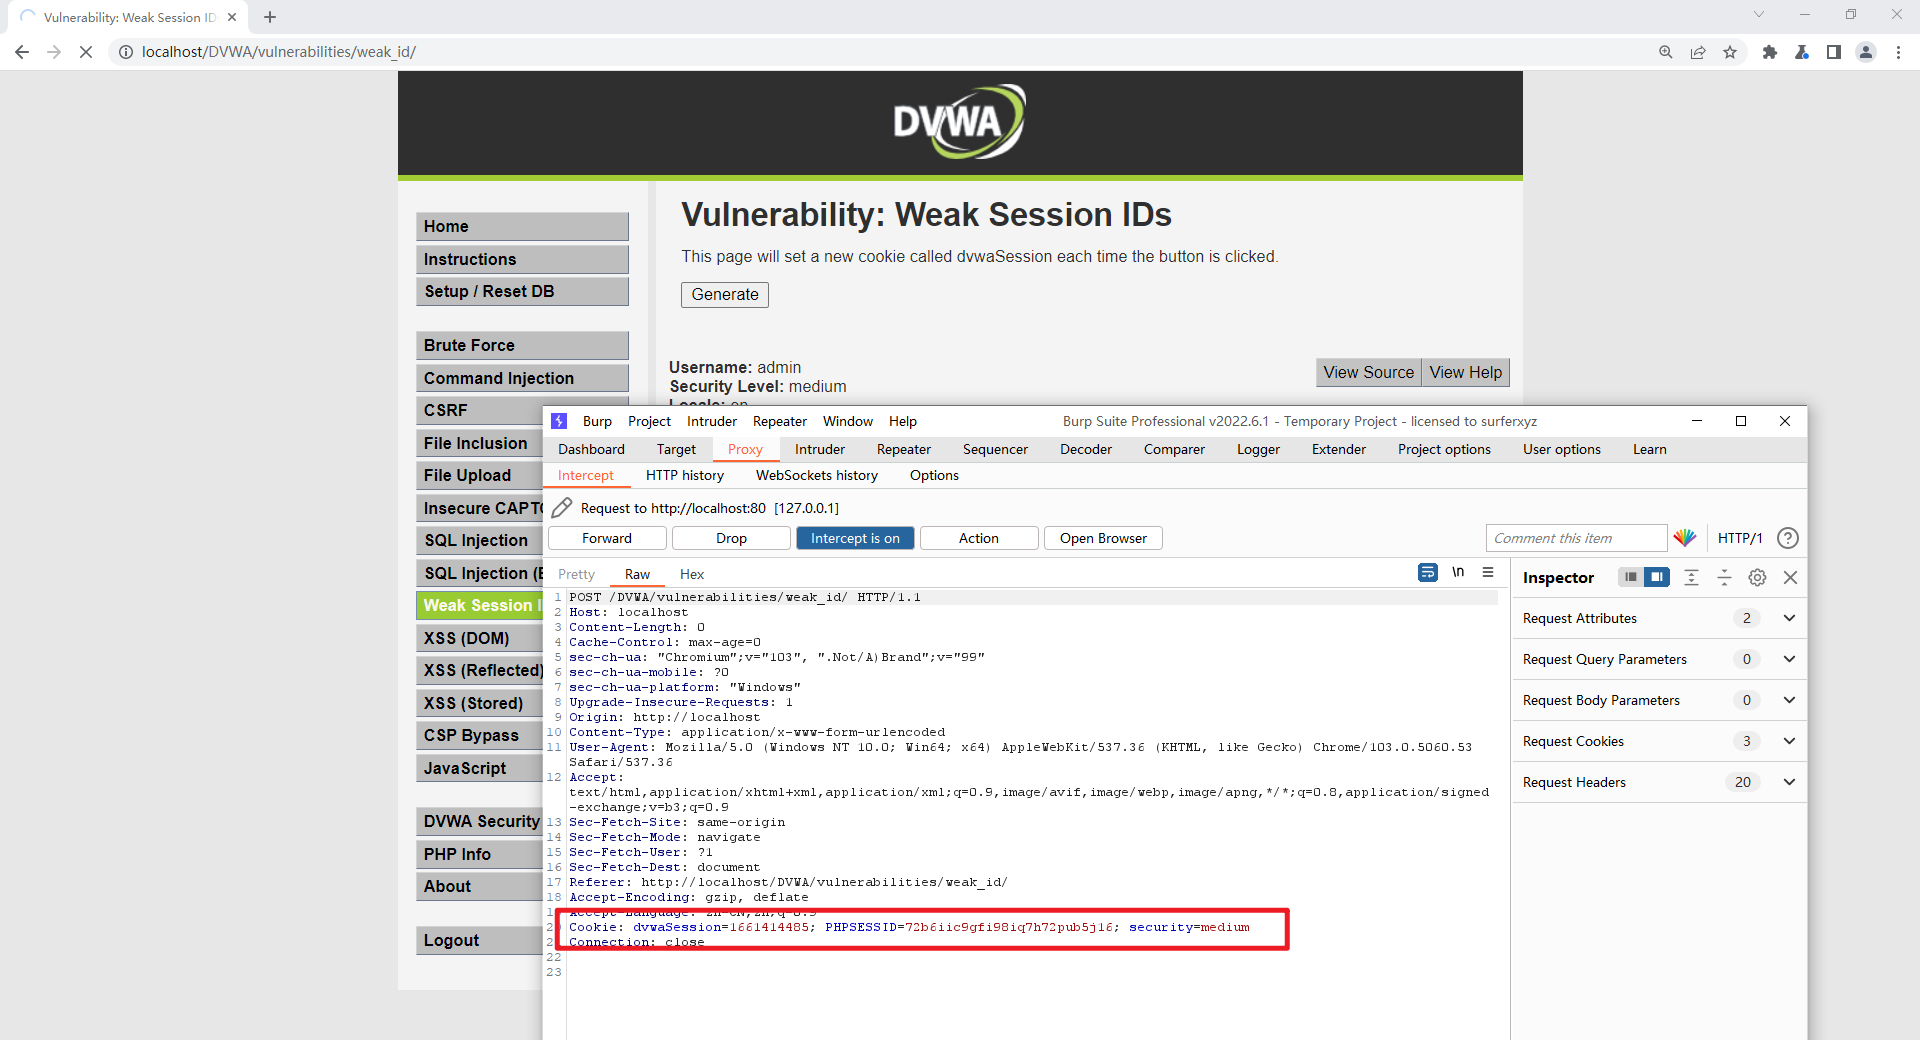 Vulnerability: Weak Session ID
localhost/DVWA/vulnerabilities/weak_id/
DVWA
Home
Instructions
Setup / Reset DB
Brute Force
Command Injection
CSRF
File Inclusion
File Upload
Insecure CAPTC
SQL Injection
SQL Injection (B
Weak Session I
XSS (DOM)
XSS (Reflected)
XSS (Stored)
CSP Bypass
JavaScript
DVWA Security
PHP Info
About
Logout
Vulnerability: Weak Session IDs
This page will set a new cookie called dvwaSession each time the button is clicked.
Generate
Username: admin
Security Level: medium
Locale: en
View Source View Help
Burp Project Intruder Repeater Window Help
Burp Suite Professional v2022.6.1 - Temporary Project - licensed to surferxyz
Dashboard Target Proxy Intruder Repeater Sequencer Decoder Comparer Logger Extender Project options User options Learn
Intercept HTTP history WebSockets history Options
Request to http://localhost:80 [127.0.0.1]
Forward Drop Intercept is on Action Open Browser
Comment this item
HTTP/1 ?
Pretty Raw Hex
\n
1 POST /DVWA/vulnerabilities/weak_id/ HTTP/1.1
2 Host: localhost
3 Content-Length: 0
4 Cache-Control: max-age=0
5 sec-ch-ua: "Chromium";v="103", ".Not/A)Brand";v="99"
6 sec-ch-ua-mobile: ?0
7 sec-ch-ua-platform: "Windows"
8 Upgrade-Insecure-Requests: 1
9 Origin: http://localhost
10 Content-Type: application/x-www-form-urlencoded
11 User-Agent: Mozilla/5.0 (Windows NT 10.0; Win64; x64) AppleWebKit/537.36 (KHTML, like Gecko) Chrome/103.0.5060.53
Safari/537.36
12 Accept:
text/html,application/xhtml+xml,application/xml;q=0.9,image/avif,image/webp,image/apng,*/*;q=0.8,application/signed
-exchange;v=b3;q=0.9
13 Sec-Fetch-Site: same-origin
14 Sec-Fetch-Mode: navigate
15 Sec-Fetch-User: ?1
16 Sec-Fetch-Dest: document
17 Referer: http://localhost/DVWA/vulnerabilities/weak_id/
18 Accept-Encoding: gzip, deflate
19 Accept-Language: zh-CN,zh;q=0.9
20 Cookie: dvwaSession=1661414485; PHPSESSID=72b6iic9gfi98iq7h72pub5j16; security=medium
21 Connection: close
22
23
Inspector
Request Attributes 2
Request Query Parameters 0
Request Body Parameters 0
Request Cookies 3
Request Headers 20